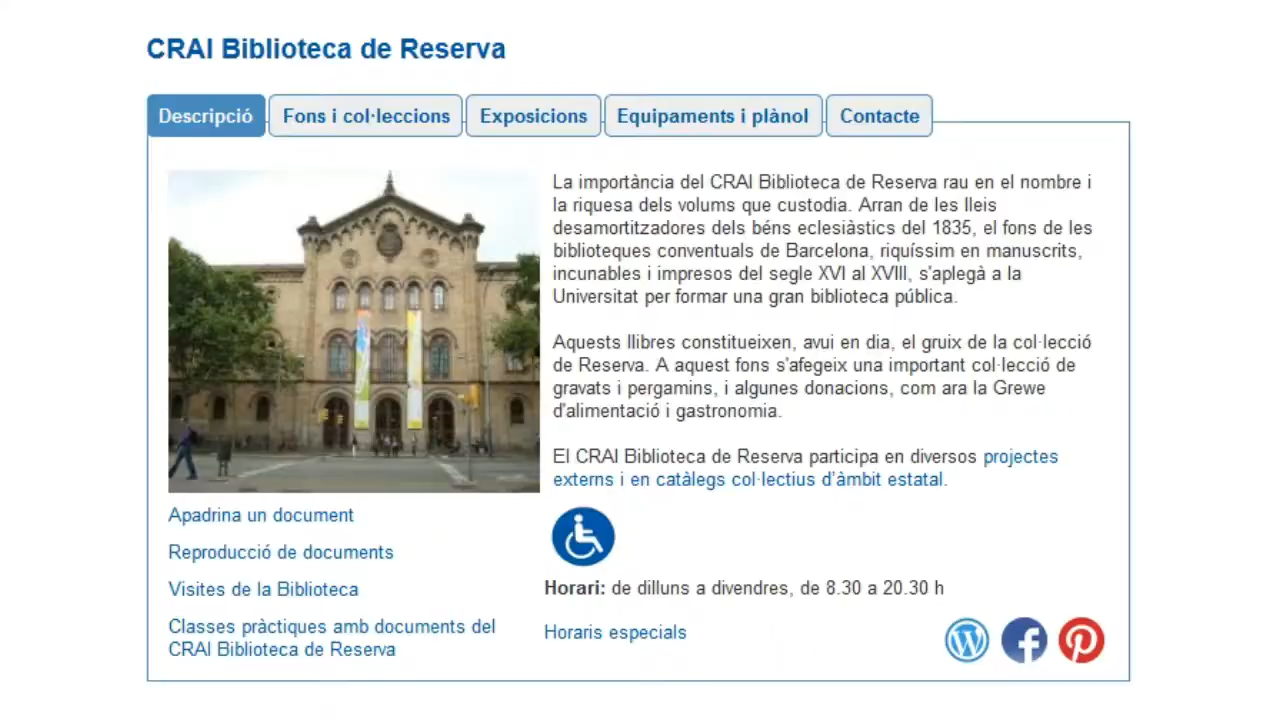 CRAI Biblioteca de Reserva
Descripció
Fons i col·leccions
Exposicions
Equipaments i plànol
Contacte
La importància del CRAI Biblioteca de Reserva rau en el nombre i
la riquesa dels volums que custodia. Arran de les lleis
desamortitzadores dels béns eclesiàstics del 1835, el fons de les
biblioteques conventuals de Barcelona, riquíssim en manuscrits,
incunables i impresos del segle XVI al XVIII, s'aplegà a la
Universitat per formar una gran biblioteca pública.
Aquests llibres constitueixen, avui en dia, el gruix de la col·lecció
de Reserva. A aquest fons s'afegeix una important col·lecció de
gravats i pergamins, i algunes donacions, com ara la Grewe
d'alimentació i gastronomia.
El CRAI Biblioteca de Reserva participa en diversos projectes
externs i en catàlegs col·lectius d'àmbit estatal.
Apadrina un document
Reproducció de documents
Visites de la Biblioteca
Classes pràctiques amb documents del
CRAI Biblioteca de Reserva
Horari: de dilluns a divendres, de 8.30 a 20.30 h
Horaris especials